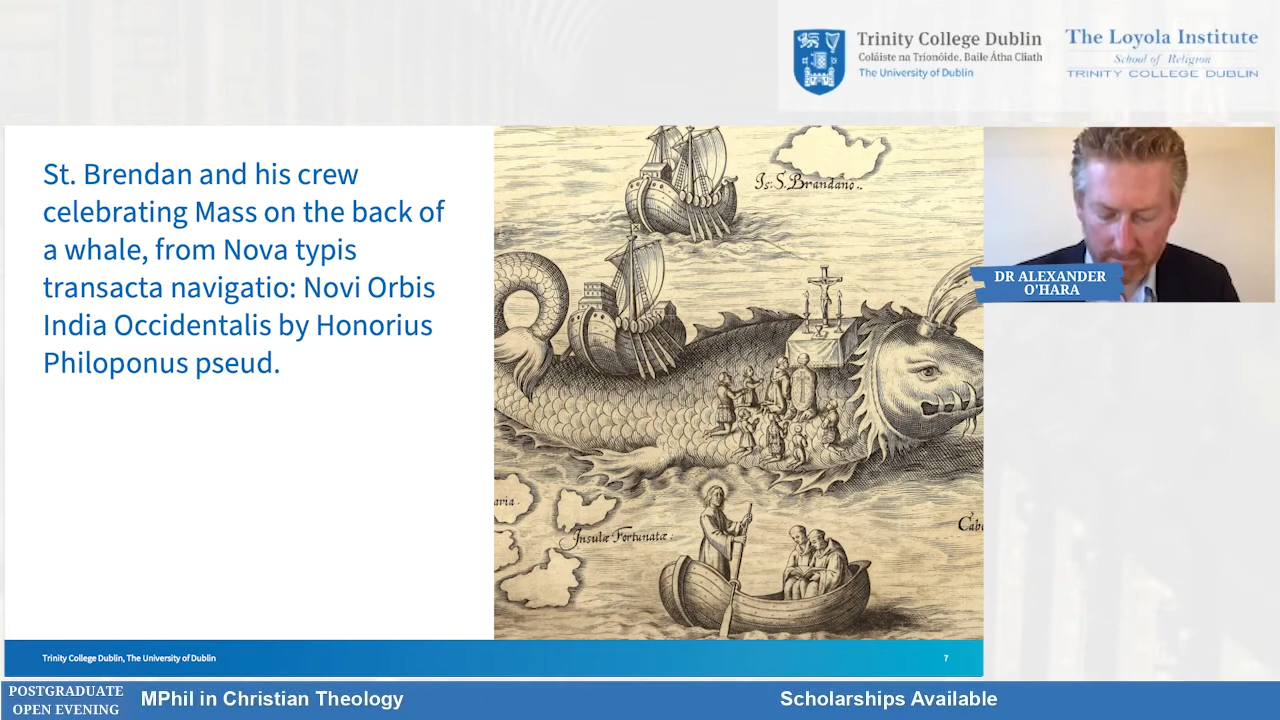 Trinity College Dublin
Coláiste na Tríonóide, Baile Átha Cliath
The University of Dublin
The Loyola Institute
School of Religion
TRINITY COLLEGE DUBLIN
St. Brendan and his crew
celebrating Mass on the back of
a whale, from Nova typis
transacta navigatio: Novi Orbis
India Occidentalis by Honorius
Philoponus pseud.
Is: S. Brandano..
aria.
Insulæ Fortunatæ:
Cab
DR ALEXANDER
O'HARA
Trinity College Dublin, The University of Dublin
7
POSTGRADUATE
OPEN EVENING
MPhil in Christian Theology
Scholarships Available